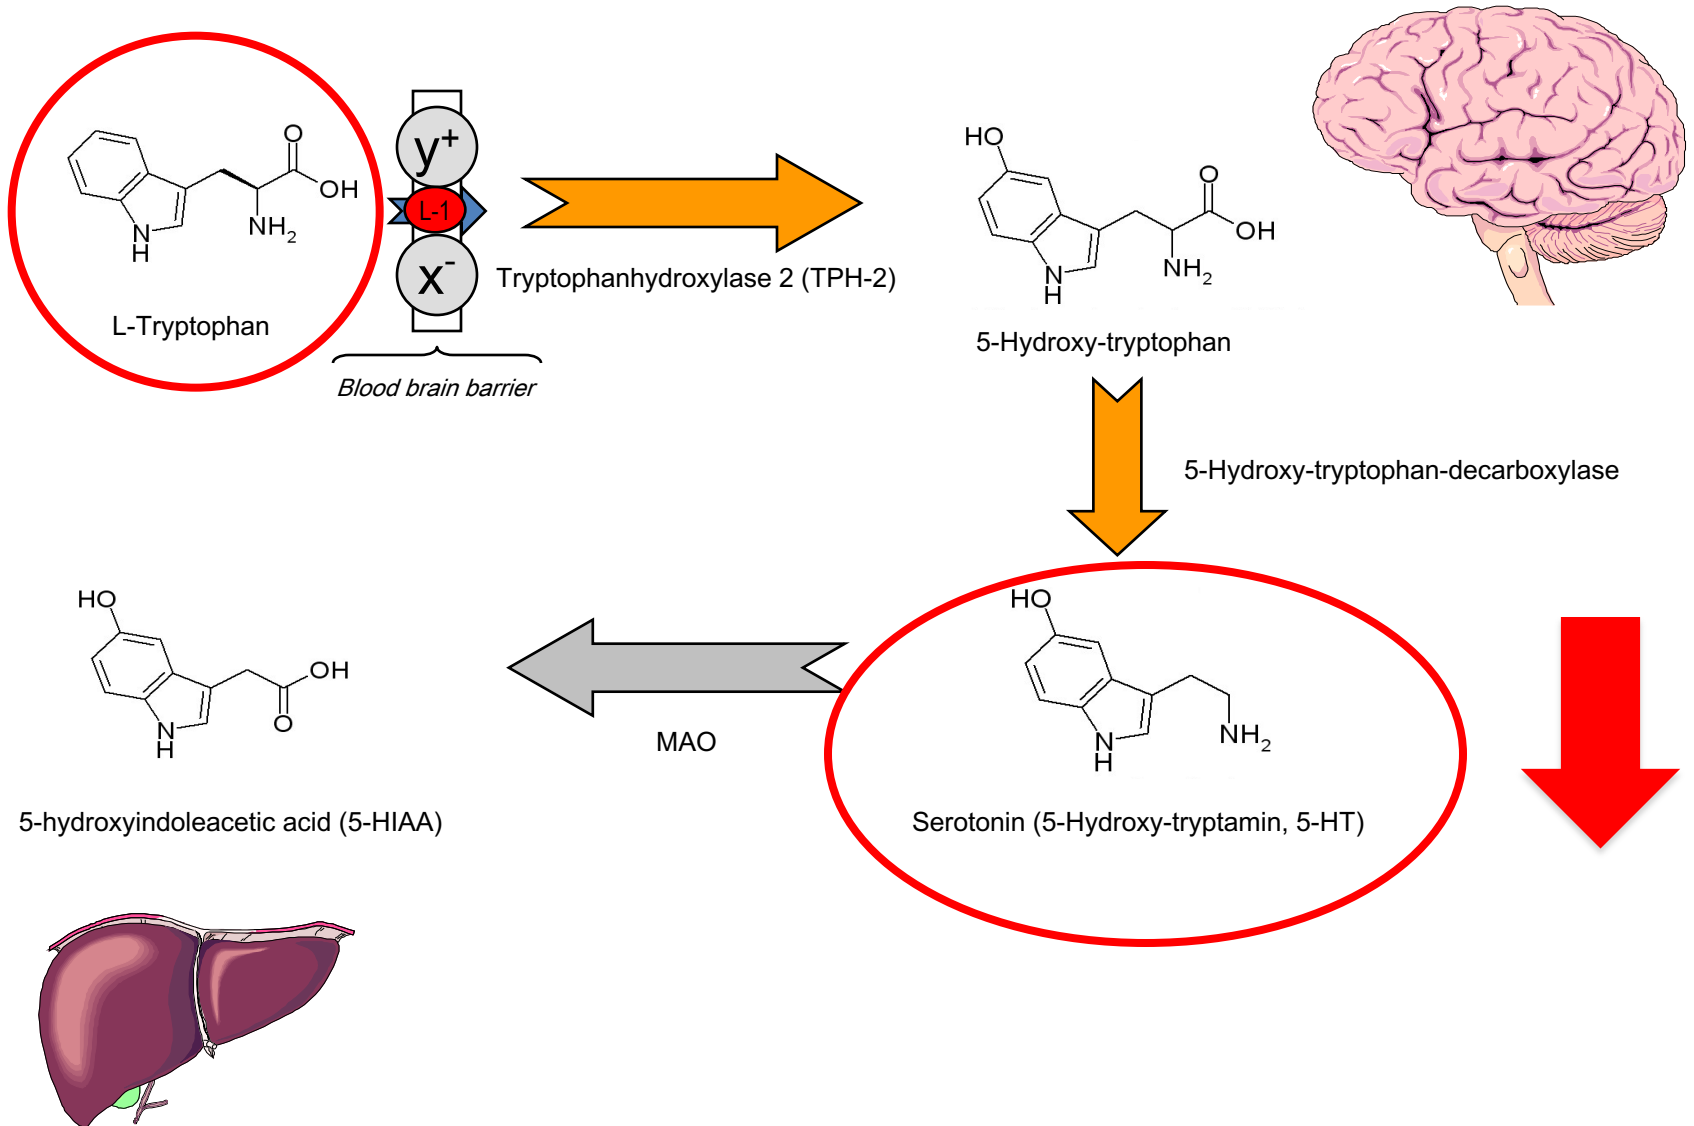 O
OH
NH2
N
H
L-Tryptophan
y+
L-1
x-
Blood brain barrier
Tryptophanhydroxylase 2 (TPH-2)
HO
O
OH
NH2
N
H
5-Hydroxy-tryptophan
5-Hydroxy-tryptophan-decarboxylase
HO
OH
O
N
H
5-hydroxyindoleacetic acid (5-HIAA)
MAO
HO
NH2
N
H
Serotonin (5-Hydroxy-tryptamin, 5-HT)